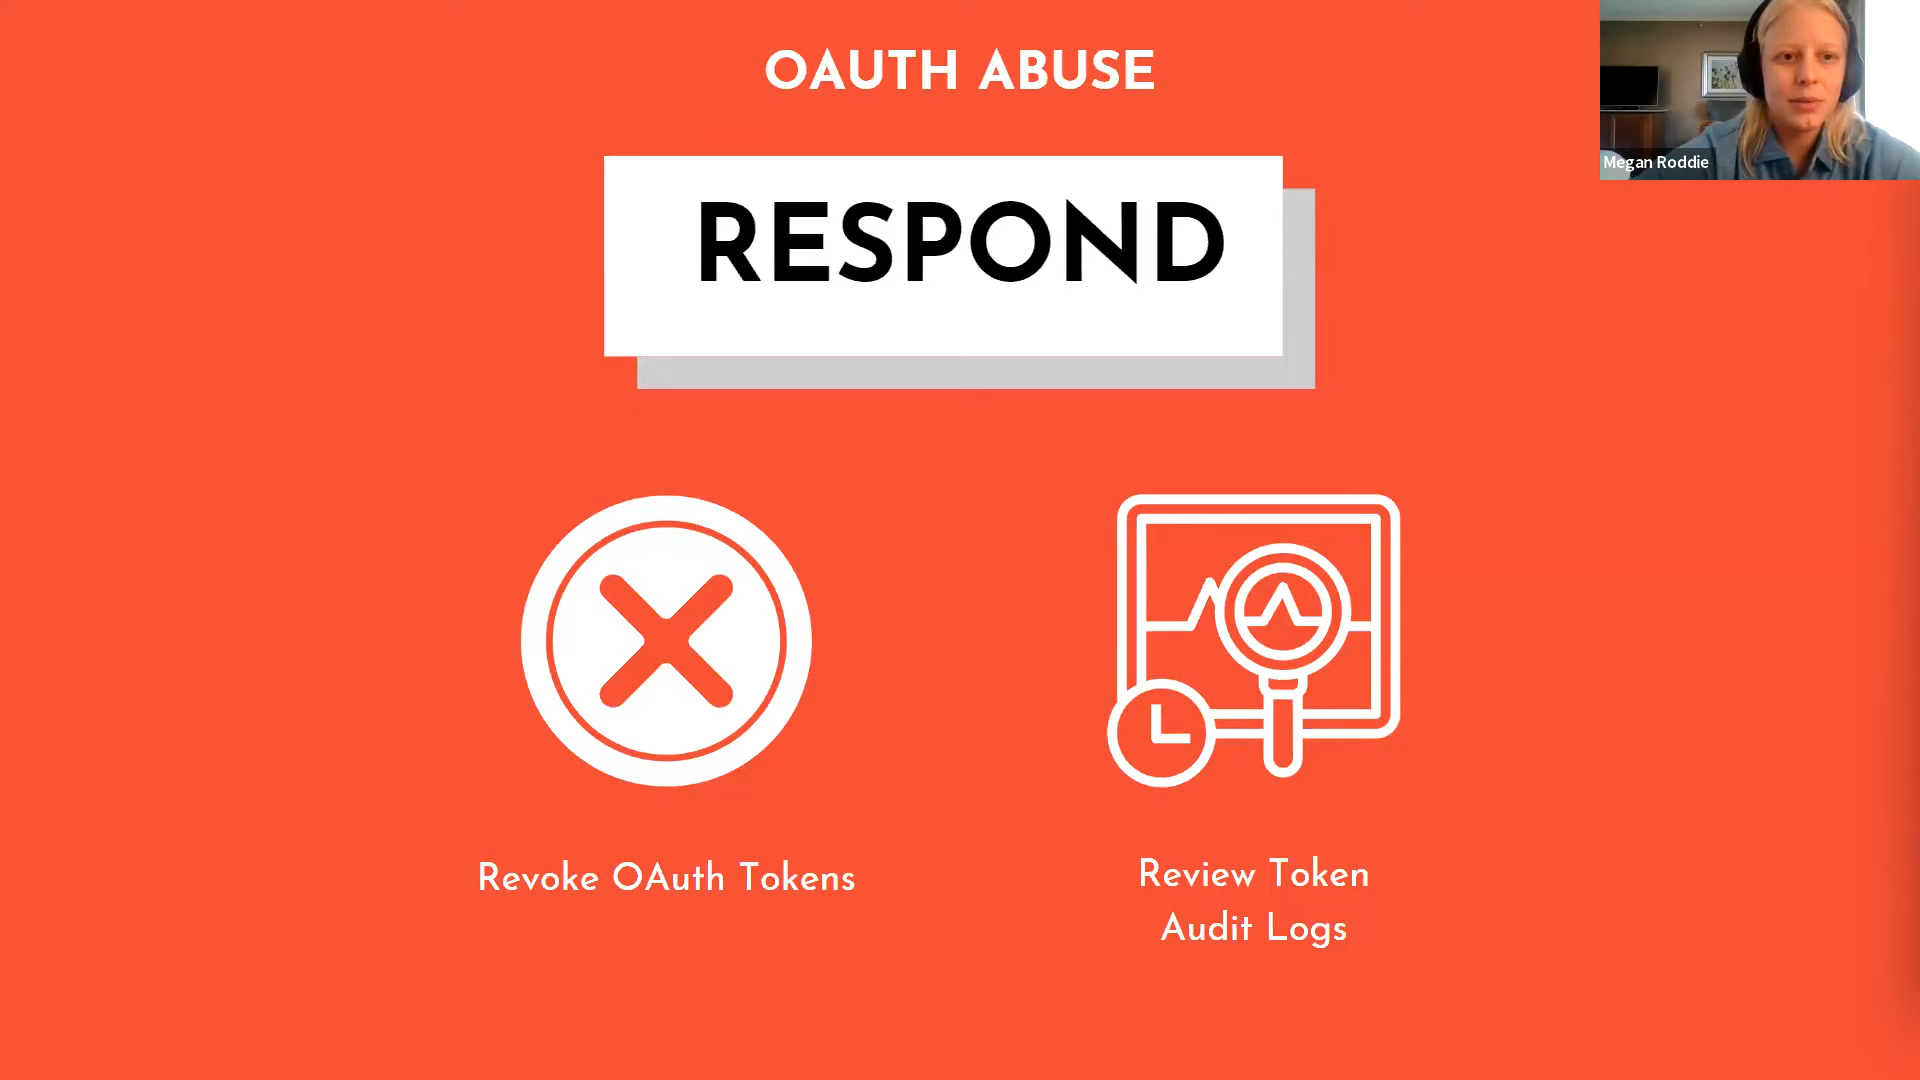 OAUTH ABUSE
Megan Roddie
RESPOND
Revoke OAuth Tokens
Review Token
Audit Logs